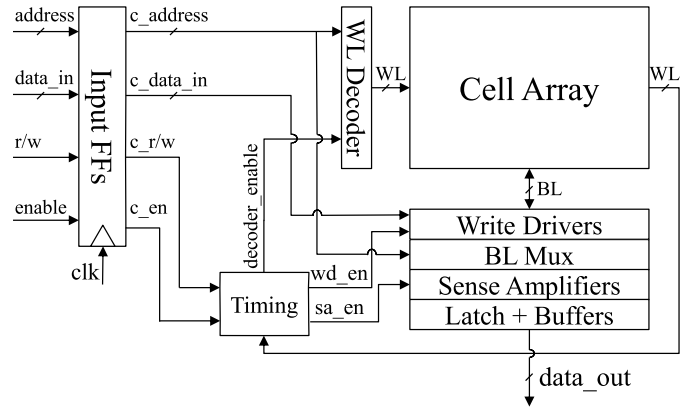 address
c_address
data_in
c_data_in
r/w
c_r/w
enable
c_en
clk
Input FFs
WL Decoder
WL
Cell Array
WL
BL
decoder_enable
Write Drivers
BL Mux
Sense Amplifiers
Latch + Buffers
Timing
wd_en
sa_en
data_out